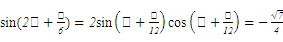 sin(2□ + □/6) = 2sin(□ + □/12) cos(□ + □/12) = −√7/4